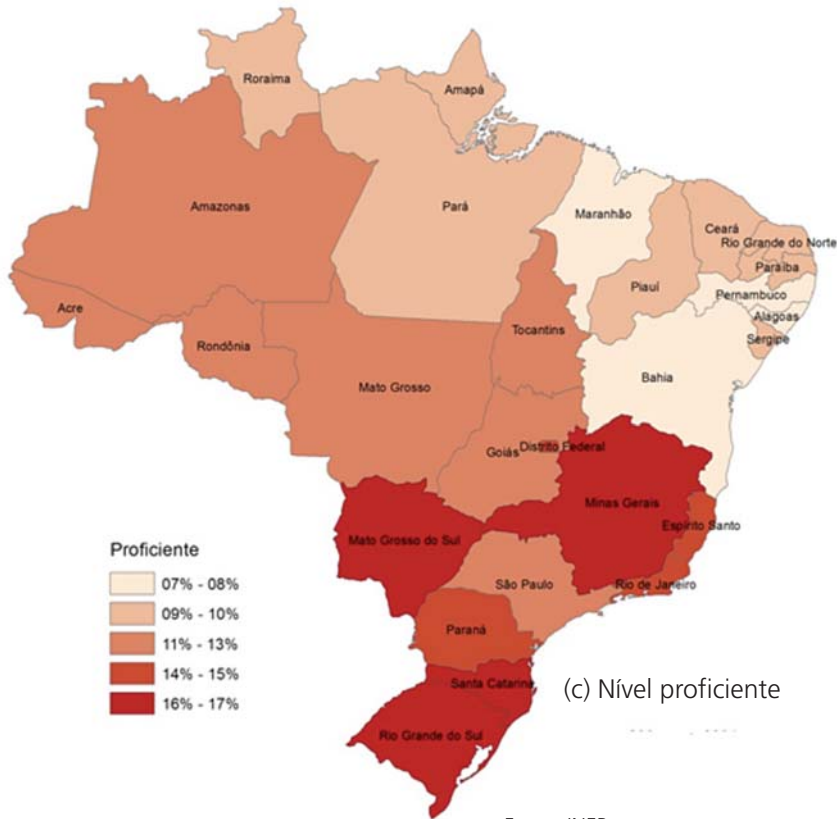 Roraima
Amapá
Amazonas
Pará
Maranhão
Ceará
Rio Grande do Norte
Paraíba
Piauí
Pernambuco
Alagoas
Sergipe
Acre
Rondônia
Tocantins
Bahia
Mato Grosso
Goiás
Distrito Federal
Minas Gerais
Espírito Santo
Mato Grosso do Sul
São Paulo
Rio de Janeiro
Paraná
Santa Catarina
Rio Grande do Sul
Proficiente
07% - 08%
09% - 10%
11% - 13%
14% - 15%
16% - 17%
(c) Nível proficiente